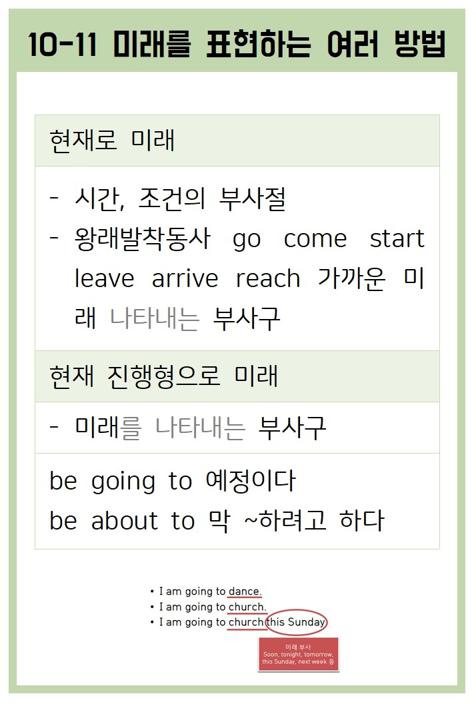 10-11 미래를 표현하는 여러 방법
현재로 미래
- 시간, 조건의 부사절
- 왕래발착동사 go come start
leave arrive reach 가까운 미
래 나타내는 부사구
현재 진행형으로 미래
- 미래를 나타내는 부사구
be going to 예정이다
be about to 막 ~하려고 하다
• I am going to dance.
• I am going to church.
• I am going to church this Sunday.
미래 부사
Soon, tonight, tomorrow,
this Sunday, next week 등